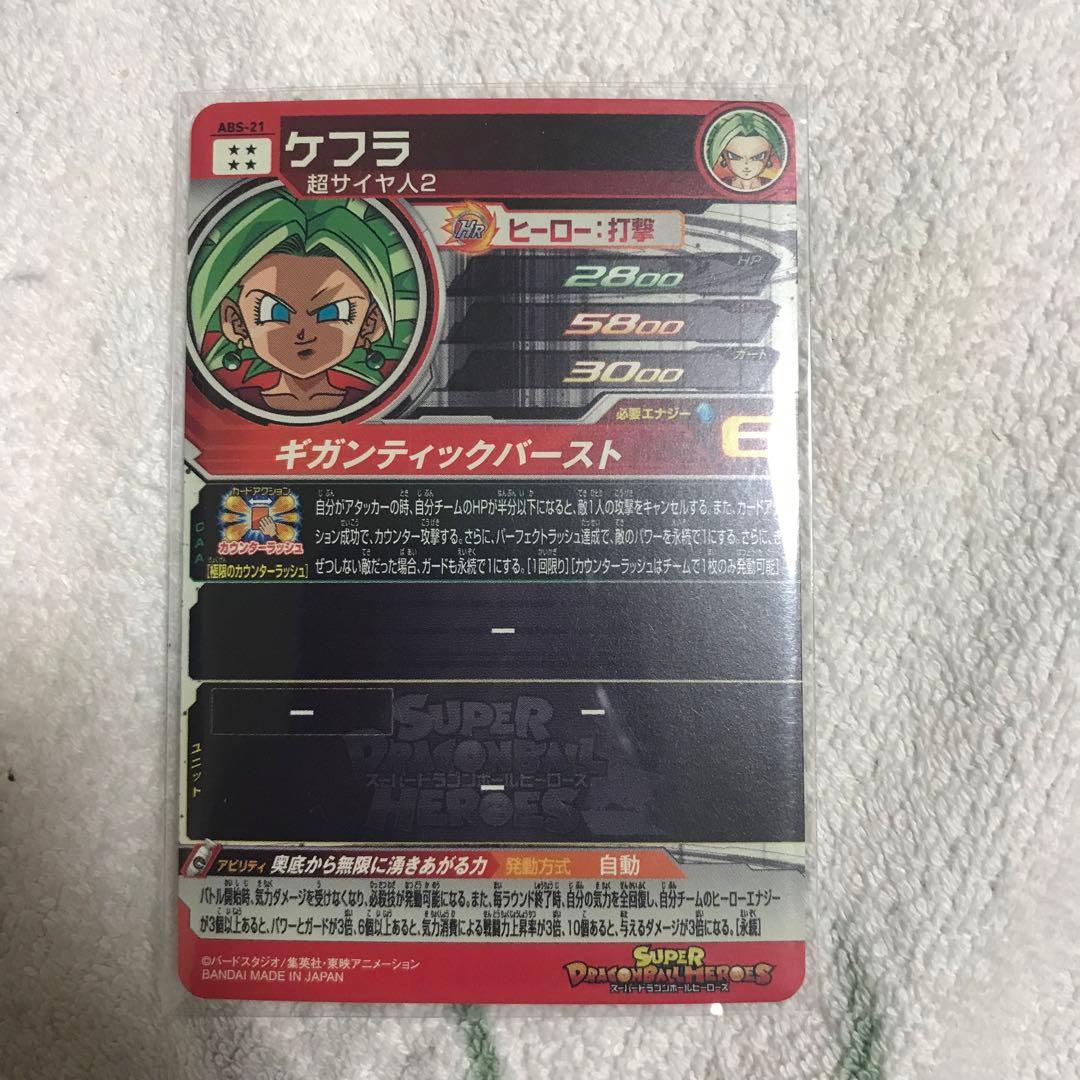 ABS-21
ケフラ
超サイヤ人2
HR ヒーロー:打撃
HP
2800
5800
ガード
3000
必要エナジー
6
ギガンティックバースト
カードアクション
カウンターラッシュ
CAA
[極限のカウンターラッシュ]
自分がアタッカーの時、自分チームのHPが半分以下になると、敵1人の攻撃をキャンセルする。また、カードア
ション成功で、カウンター攻撃する。さらに、パーフェクトラッシュ達成で、敵のパワーを永続で1にする。さらに、き
ぜつしない敵だった場合、ガードも永続で1にする。[1回限り][カウンターラッシュはチームで1枚のみ発動可能]
ー
ユニット
ー
ー
ー
SUPER
DRAGONBALL
スーパードラゴンボールヒーローズ
HEROES
アビリティ 奥底から無限に湧きあがる力 発動方式 自動
バトル開始時、気力ダメージを受けなくなり、必殺技が発動可能になる。また、毎ラウンド終了時、自分の気力を全回復し、自分チームのヒーローエナジー
が3個以上あると、パワーとガードが3倍、6個以上あると、気力消費による戦闘力上昇率が3倍、10個あると、与えるダメージが3倍になる。[永続]
©バードスタジオ/集英社・東映アニメーション
BANDAI MADE IN JAPAN
SUPER
DRAGONBALL HEROES
スーパードラゴンボールヒーローズ